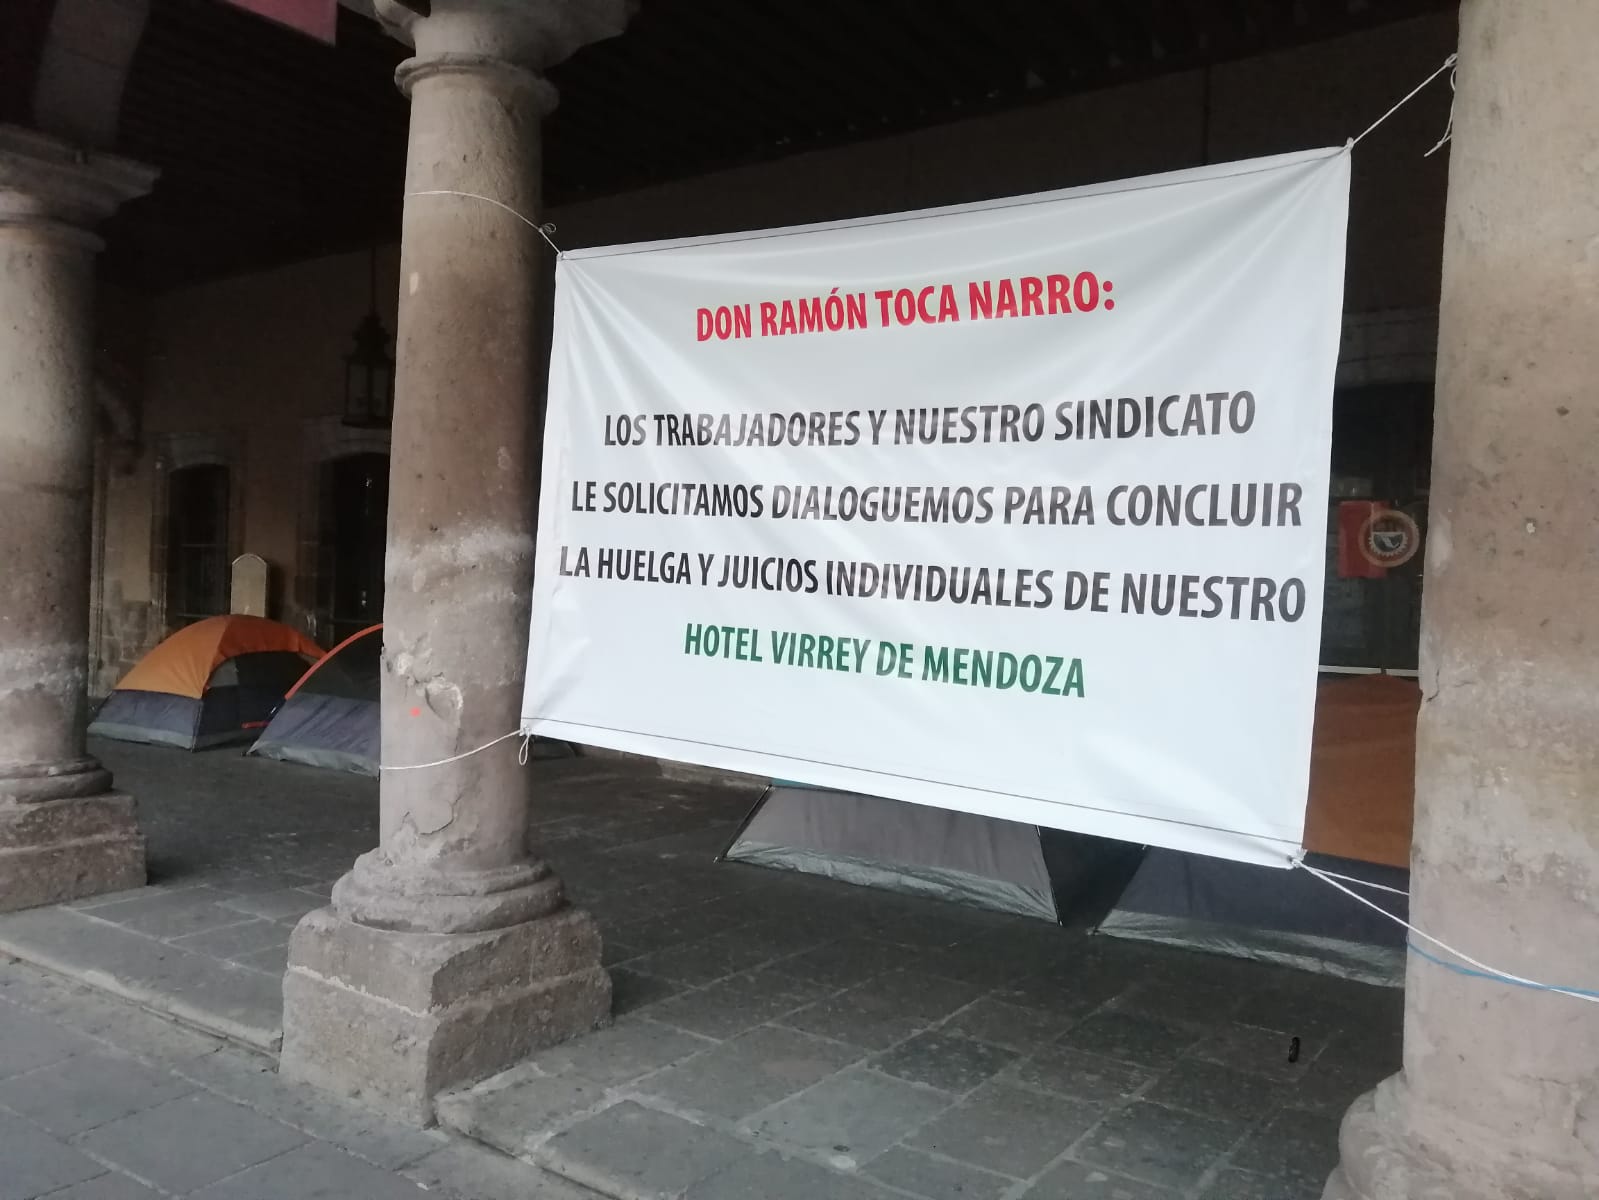 DON RAMÓN TOCA NARRO:
LOS TRABAJADORES Y NUESTRO SINDICATO
LE SOLICITAMOS DIALOGUEMOS PARA CONCLUIR
LA HUELGA Y JUICIOS INDIVIDUALES DE NUESTRO
HOTEL VIRREY DE MENDOZA